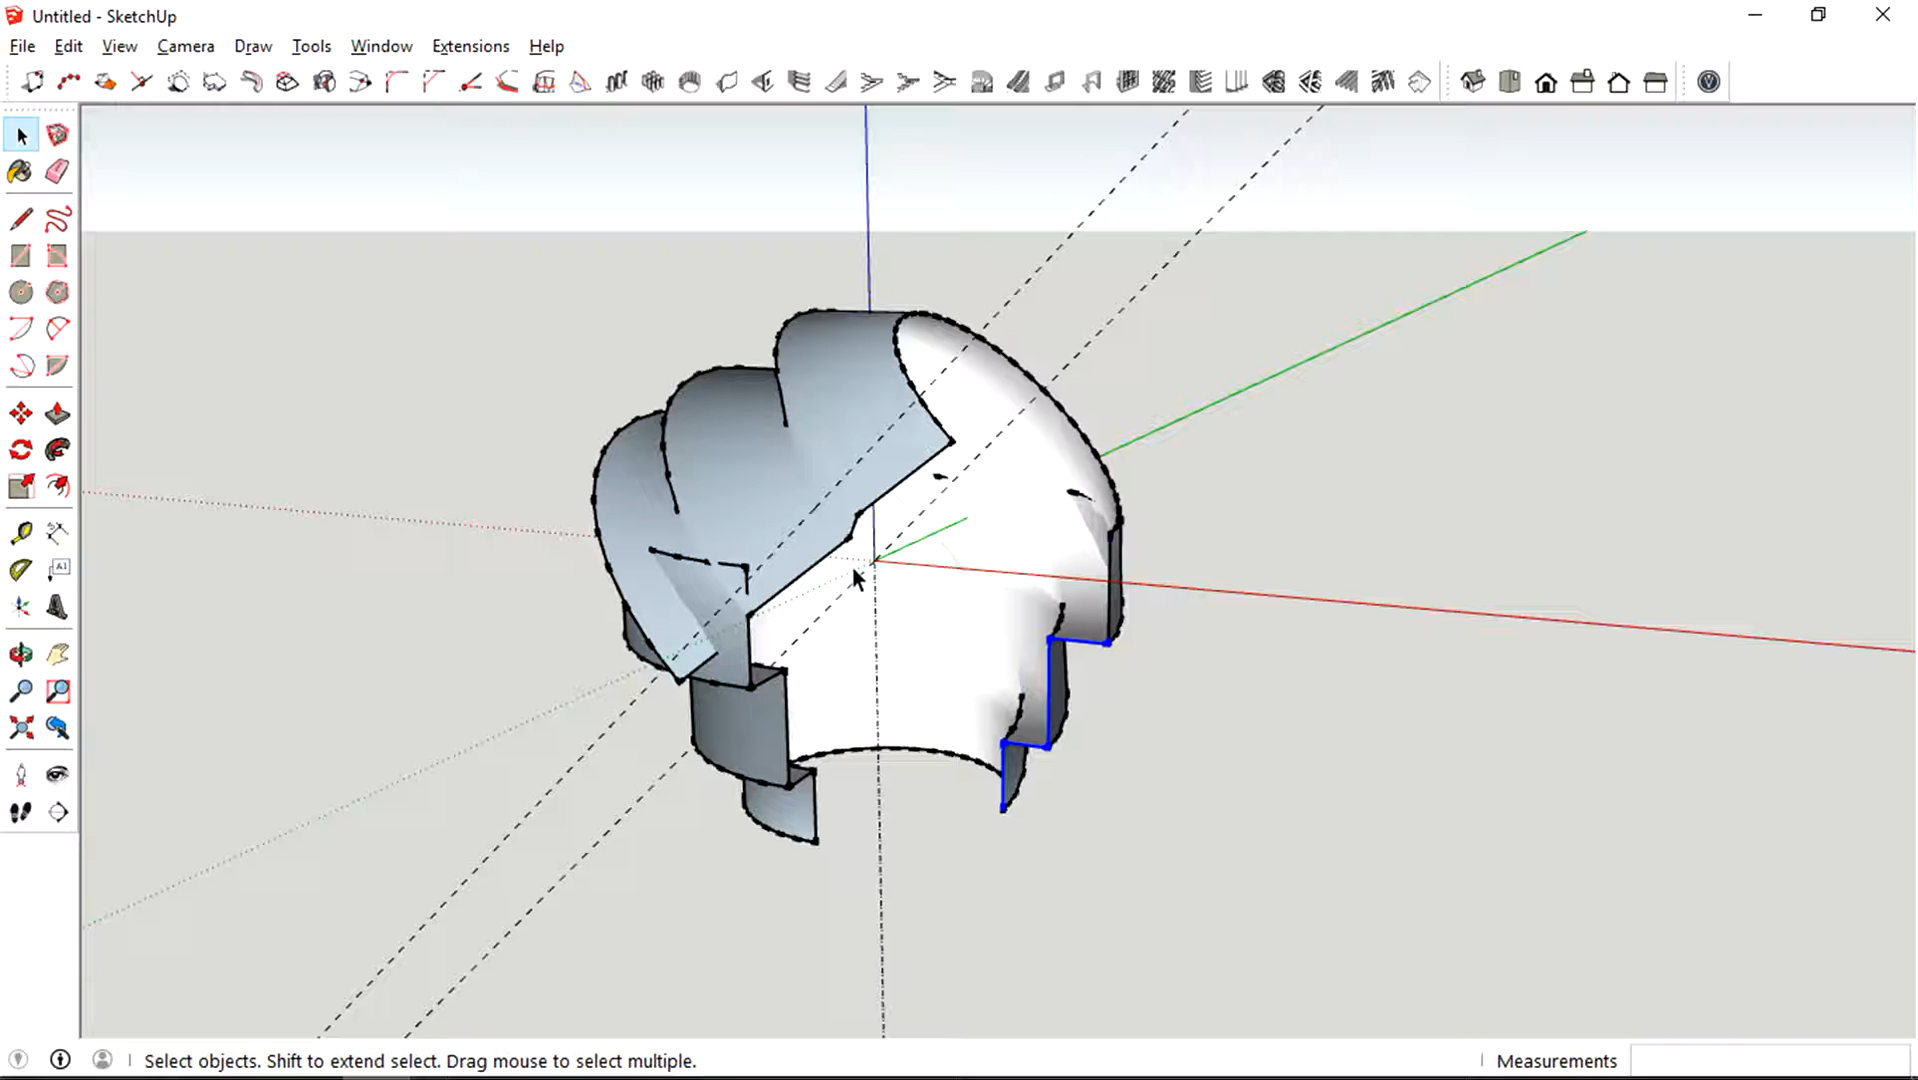 Untitled - SketchUp
File Edit View Camera Draw Tools Window Extensions Help
A1
Select objects. Shift to extend select. Drag mouse to select multiple.
Measurements